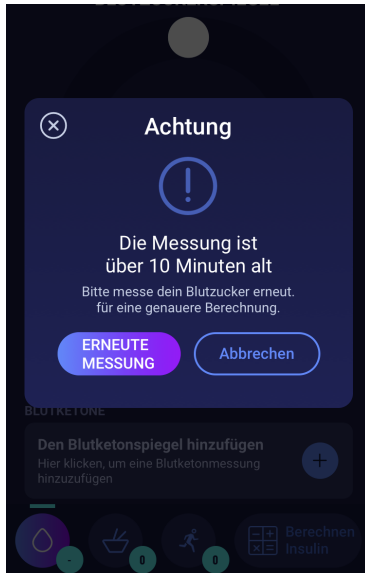 BLUTZUCKERSPIEGEL
Achtung
Die Messung ist
über 10 Minuten alt
Bitte messe dein Blutzucker erneut.
für eine genauere Berechnung.
ERNEUTE
MESSUNG
Abbrechen
BLUTKETONE
Den Blutketonspiegel hinzufügen
Hier klicken, um eine Blutketonmessung
hinzuzufügen
Berechnen
Insulin
-
0
0